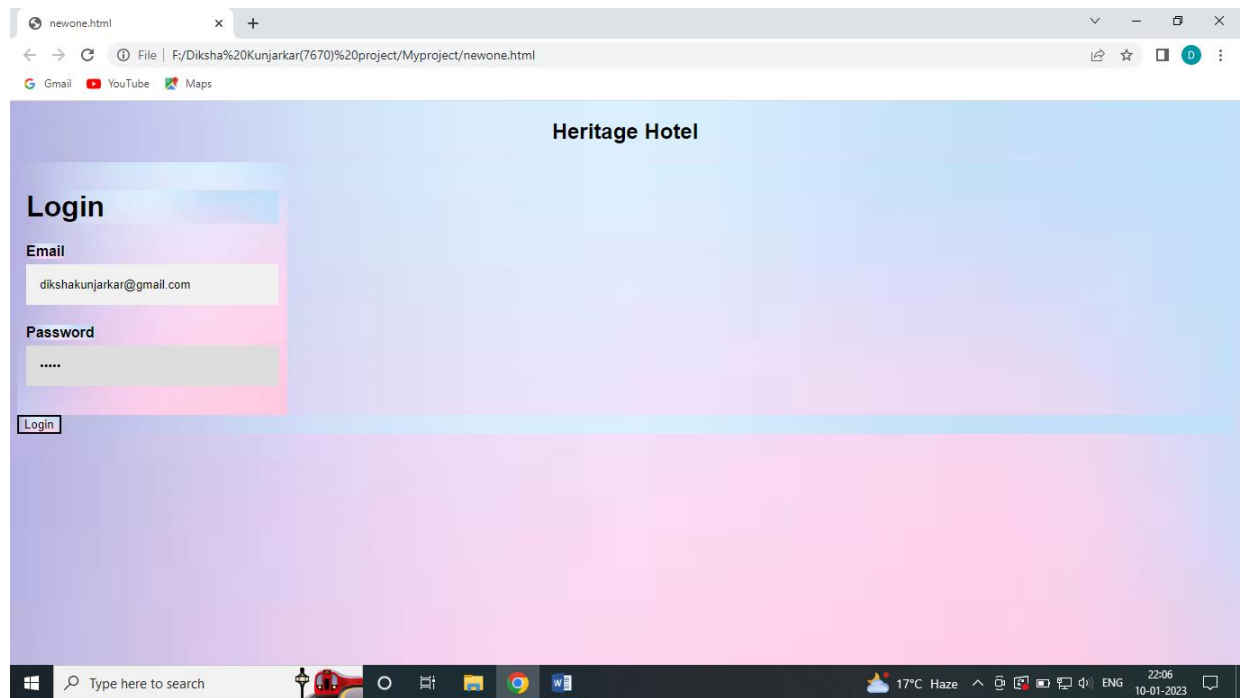 newone.html
File F:/Diksha%20Kunjarkar(7670)%20project/Myproject/newone.html
D
Gmail YouTube Maps
Heritage Hotel
Login
Email
dikshakunjarkar@gmail.com
Password
•••••
Login
Type here to search
17°C Haze ENG 22:06
10-01-2023